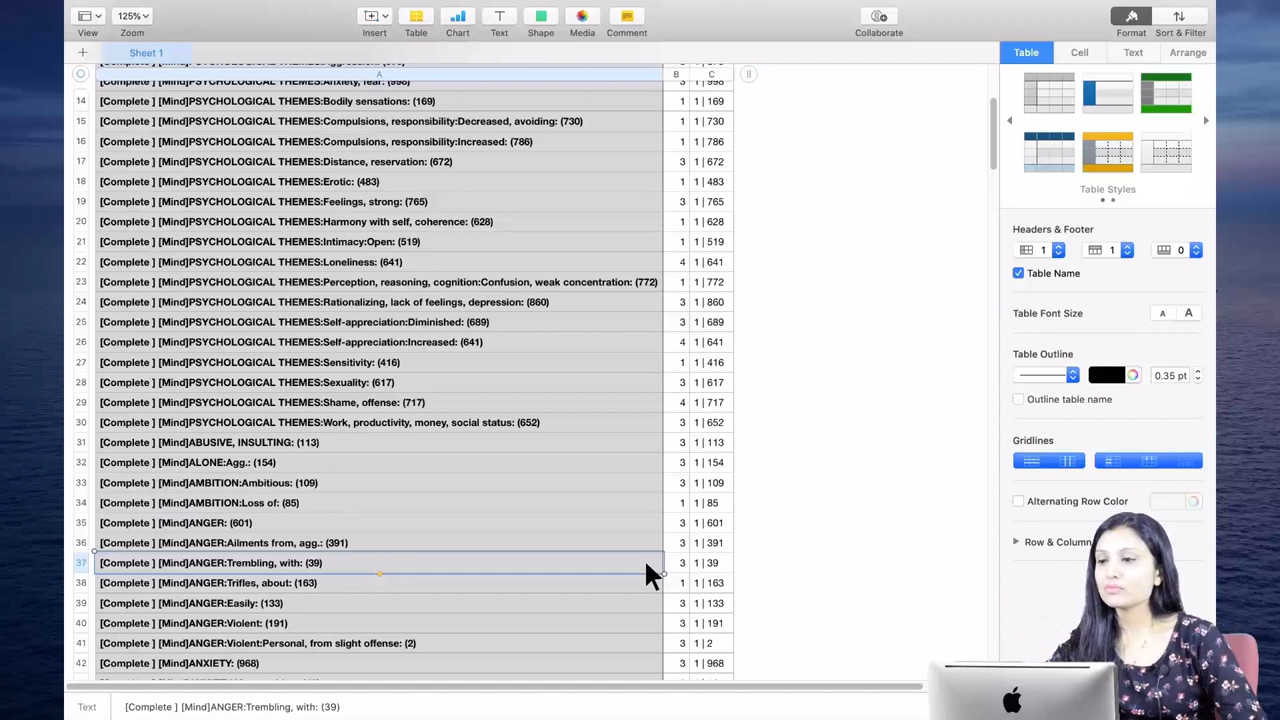 125%
View
Zoom
Insert
Table
Chart
Text
Shape
Media
Comment
Collaborate
Format
Sort & Filter
Sheet 1
Table
Cell
Text
Arrange
A
B
C
[Complete ] [Mind]PSYCHOLOGICAL THEMES:Anxiety, fear: (998) 3 1 | 998
14 [Complete ] [Mind]PSYCHOLOGICAL THEMES:Bodily sensations: (169) 1 1 | 169
15 [Complete ] [Mind]PSYCHOLOGICAL THEMES:Compulsions, responsibility:Decreased, avoiding: (730) 1 1 | 730
16 [Complete ] [Mind]PSYCHOLOGICAL THEMES:Compulsions, responsibility:Increased: (786) 1 1 | 786
17 [Complete ] [Mind]PSYCHOLOGICAL THEMES:Distance, reservation: (672) 3 1 | 672
18 [Complete ] [Mind]PSYCHOLOGICAL THEMES:Erotic: (483) 1 1 | 483
19 [Complete ] [Mind]PSYCHOLOGICAL THEMES:Feelings, strong: (765) 3 1 | 765
20 [Complete ] [Mind]PSYCHOLOGICAL THEMES:Harmony with self, coherence: (628) 1 1 | 628
21 [Complete ] [Mind]PSYCHOLOGICAL THEMES:Intimacy:Open: (519) 1 1 | 519
22 [Complete ] [Mind]PSYCHOLOGICAL THEMES:Loneliness: (641) 4 1 | 641
23 [Complete ] [Mind]PSYCHOLOGICAL THEMES:Perception, reasoning, cognition:Confusion, weak concentration: (772) 1 1 | 772
24 [Complete ] [Mind]PSYCHOLOGICAL THEMES:Rationalizing, lack of feelings, depression: (860) 3 1 | 860
25 [Complete ] [Mind]PSYCHOLOGICAL THEMES:Self-appreciation:Diminished: (689) 3 1 | 689
26 [Complete ] [Mind]PSYCHOLOGICAL THEMES:Self-appreciation:Increased: (641) 4 1 | 641
27 [Complete ] [Mind]PSYCHOLOGICAL THEMES:Sensitivity: (416) 1 1 | 416
28 [Complete ] [Mind]PSYCHOLOGICAL THEMES:Sexuality: (617) 3 1 | 617
29 [Complete ] [Mind]PSYCHOLOGICAL THEMES:Shame, offense: (717) 4 1 | 717
30 [Complete ] [Mind]PSYCHOLOGICAL THEMES:Work, productivity, money, social status: (652) 3 1 | 652
31 [Complete ] [Mind]ABUSIVE, INSULTING: (113) 3 1 | 113
32 [Complete ] [Mind]ALONE:Agg.: (154) 3 1 | 154
33 [Complete ] [Mind]AMBITION:Ambitious: (109) 3 1 | 109
34 [Complete ] [Mind]AMBITION:Loss of: (85) 1 1 | 85
35 [Complete ] [Mind]ANGER: (601) 3 1 | 601
36 [Complete ] [Mind]ANGER:Ailments from, agg.: (391) 3 1 | 391
37 [Complete ] [Mind]ANGER:Trembling, with: (39) 3 1 | 39
38 [Complete ] [Mind]ANGER:Trifles, about: (163) 1 1 | 163
39 [Complete ] [Mind]ANGER:Easily: (133) 3 1 | 133
40 [Complete ] [Mind]ANGER:Violent: (191) 3 1 | 191
41 [Complete ] [Mind]ANGER:Violent:Personal, from slight offense: (2) 3 1 | 2
42 [Complete ] [Mind]ANXIETY: (968) 3 1 | 968
Table Styles
Headers & Footer
1
1
0
Table Name
Table Font Size
A
A
Table Outline
0.35 pt
Outline table name
Gridlines
Alternating Row Color
Row & Column
Text
[Complete ] [Mind]ANGER:Trembling, with: (39)